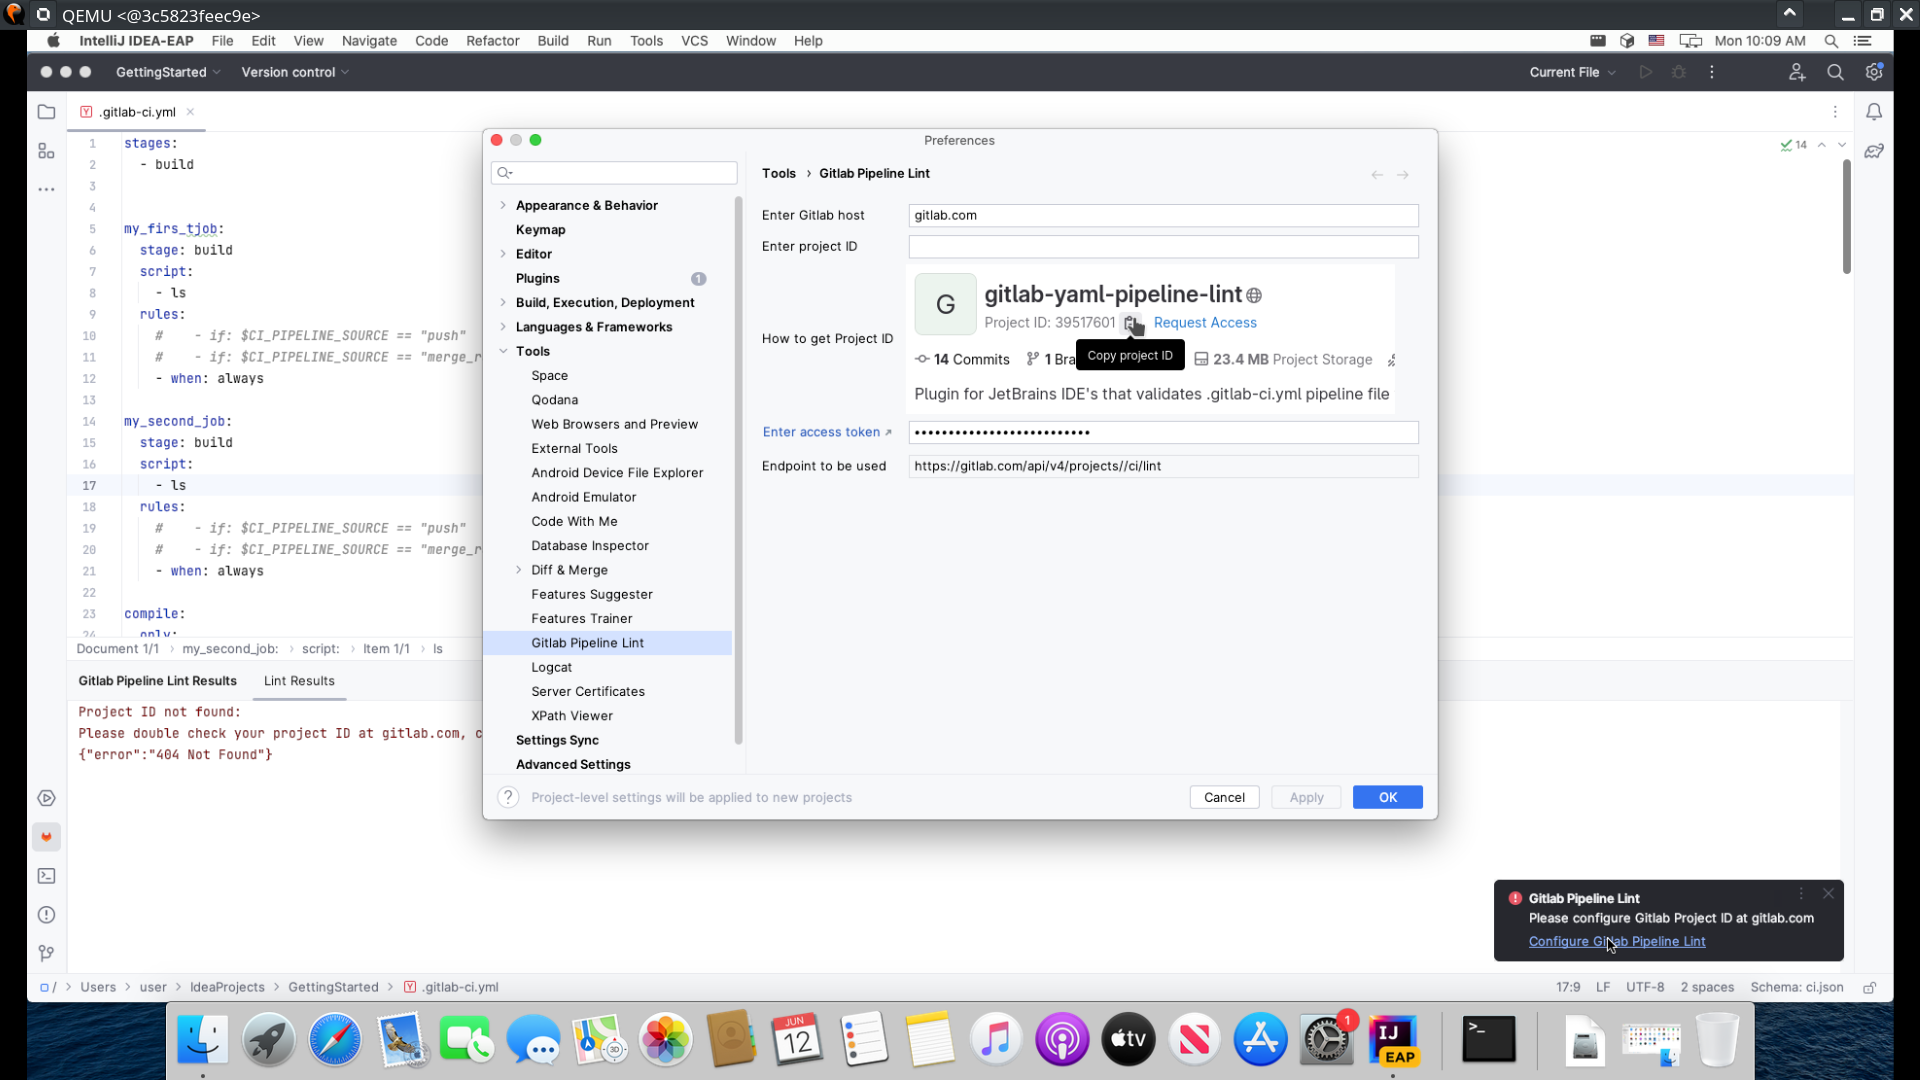 QEMU <@3c5823feec9e>
IntelliJ IDEA-EAP File Edit View Navigate Code Refactor Build Run Tools VCS Window Help
Mon 10:09 AM
GettingStarted Version control
Current File
.gitlab-ci.yml
14
1 stages:
2 - build
3
4
5 my_firs_tjob:
6 stage: build
7 script:
8 - ls
9 rules:
10 # - if: $CI_PIPELINE_SOURCE == "push"
11 # - if: $CI_PIPELINE_SOURCE == "merge_r
12 - when: always
13
14 my_second_job:
15 stage: build
16 script:
17 - ls
18 rules:
19 # - if: $CI_PIPELINE_SOURCE == "push"
20 # - if: $CI_PIPELINE_SOURCE == "merge_r
21 - when: always
22
23 compile:
24 only:
Document 1/1 › my_second_job: › script: › Item 1/1 › ls
Gitlab Pipeline Lint Results Lint Results
Project ID not found:
Please double check your project ID at gitlab.com, c
{"error":"404 Not Found"}
Preferences
Appearance & Behavior
Keymap
Editor
Plugins 1
Build, Execution, Deployment
Languages & Frameworks
Tools
Space
Qodana
Web Browsers and Preview
External Tools
Android Device File Explorer
Android Emulator
Code With Me
Database Inspector
Diff & Merge
Features Suggester
Features Trainer
Gitlab Pipeline Lint
Logcat
Server Certificates
XPath Viewer
Settings Sync
Advanced Settings
Tools › Gitlab Pipeline Lint
Enter Gitlab host gitlab.com
Enter project ID
How to get Project ID
G
gitlab-yaml-pipeline-lint
Project ID: 39517601 Request Access
Copy project ID
14 Commits 1 Bra 23.4 MB Project Storage
Plugin for JetBrains IDE's that validates .gitlab-ci.yml pipeline file
Enter access token ↗ ••••••••••••••••••••••••••
Endpoint to be used https://gitlab.com/api/v4/projects//ci/lint
? Project-level settings will be applied to new projects
Cancel Apply OK
Gitlab Pipeline Lint
Please configure Gitlab Project ID at gitlab.com
Configure Gitlab Pipeline Lint
/ › Users › user › IdeaProjects › GettingStarted › .gitlab-ci.yml
17:9 LF UTF-8 2 spaces Schema: ci.json
JUN
12
3D
tv
1
IJ
EAP
>_